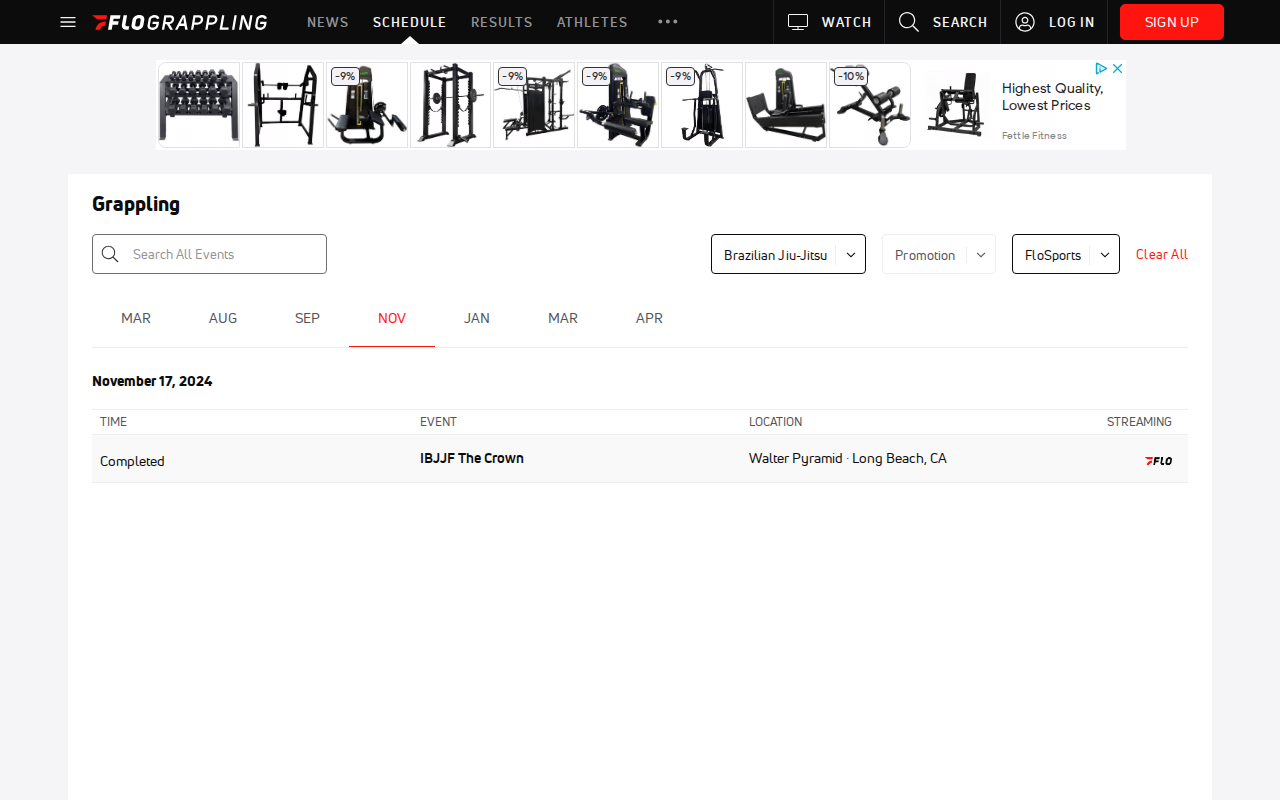 FLOGRAPPLING NEWS SCHEDULE RESULTS ATHLETES ••• WATCH SEARCH LOG IN SIGN UP
-9% -9% -9% -9% -10%
Highest Quality,
Lowest Prices
Fettle Fitness
Grappling
Search All Events Brazilian Jiu-Jitsu Promotion FloSports Clear All
MAR AUG SEP NOV JAN MAR APR
November 17, 2024
TIME EVENT LOCATION STREAMING
Completed IBJJF The Crown Walter Pyramid · Long Beach, CA FLO